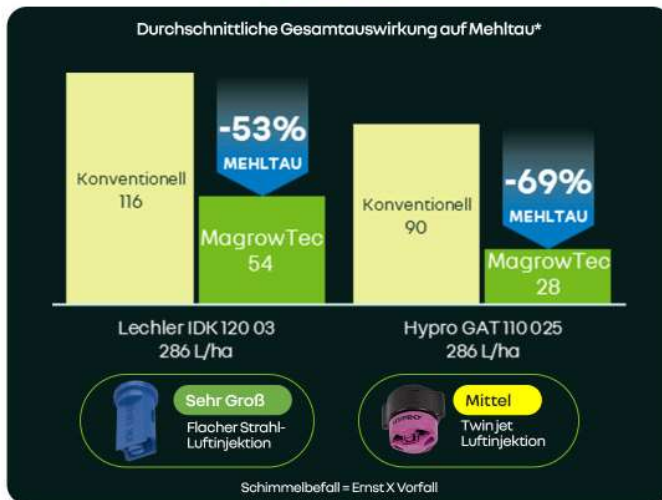 Durchschnittliche Gesamtauswirkung auf Mehltau*
-53%
MEHLTAU
Konventionell
116
MagrowTec
54
-69%
MEHLTAU
Konventionell
90
MagrowTec
28
Lechler IDK 120 03
286 L/ha
Hypro GAT 110 025
286 L/ha
Sehr Groß
Flacher Strahl-
Luftinjektion
Mittel
Twin jet
Luftinjektion
Schimmelbefall = Ernst X Vorfall